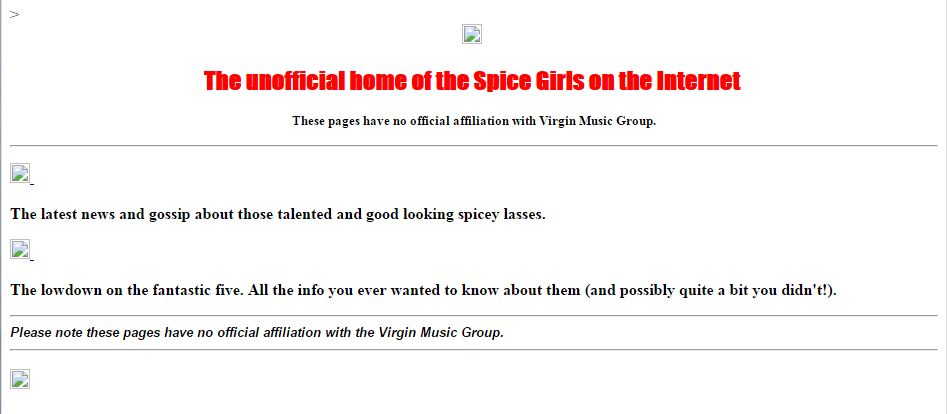 >
The unofficial home of the Spice Girls on the Internet
These pages have no official affiliation with Virgin Music Group.
The latest news and gossip about those talented and good looking spicey lasses.
The lowdown on the fantastic five. All the info you ever wanted to know about them (and possibly quite a bit you didn't!).
Please note these pages have no official affiliation with the Virgin Music Group.